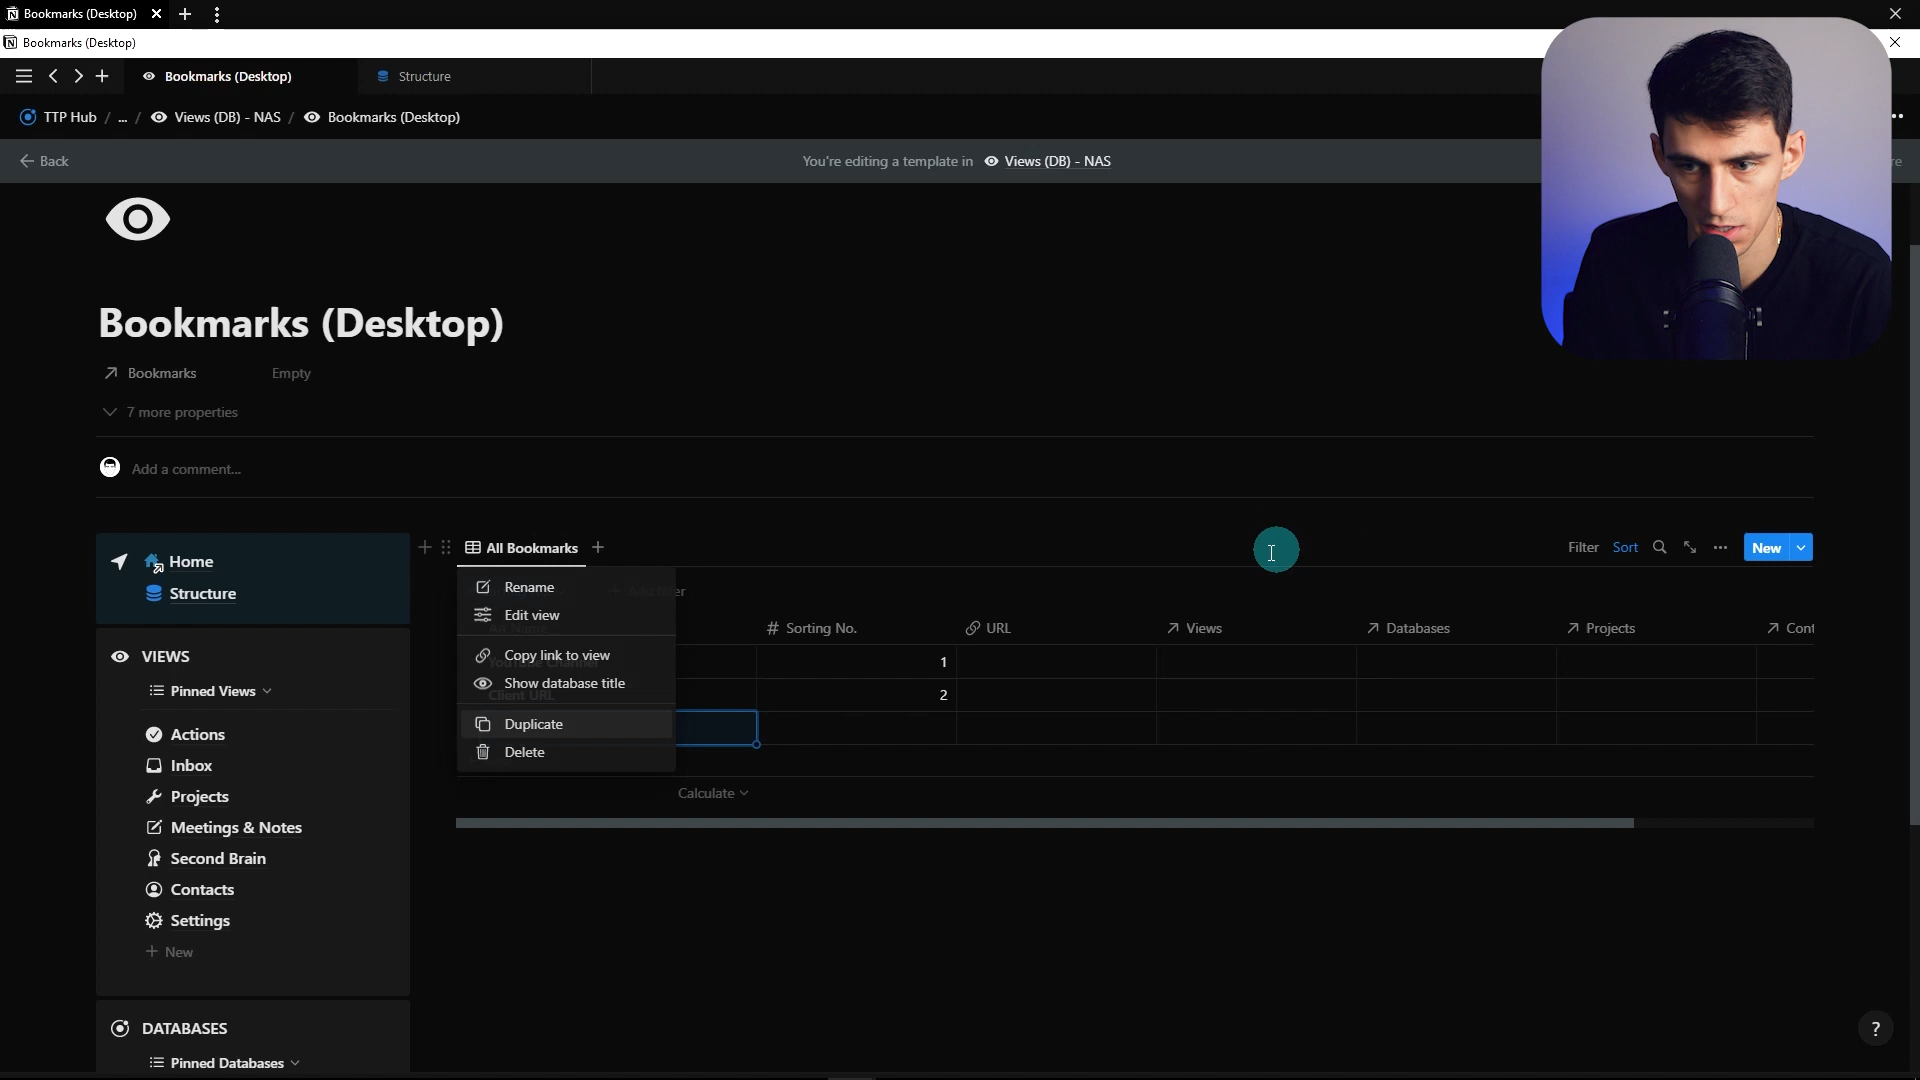 Bookmarks (Desktop)
Bookmarks (Desktop)
Bookmarks (Desktop)
Structure
TTP Hub / ... / Views (DB) - NAS / Bookmarks (Desktop)
Back
You're editing a template in Views (DB) - NAS
Bookmarks (Desktop)
Bookmarks Empty
7 more properties
Add a comment...
Home
Structure
VIEWS
Pinned Views
Actions
Inbox
Projects
Meetings & Notes
Second Brain
Contacts
Settings
New
DATABASES
Pinned Databases
All Bookmarks
Filter Sort New
Rename
Edit view
Copy link to view
Show database title
Duplicate
Delete
# Sorting No. URL Views Databases Projects Cont
1
Client URL 2
Calculate
?